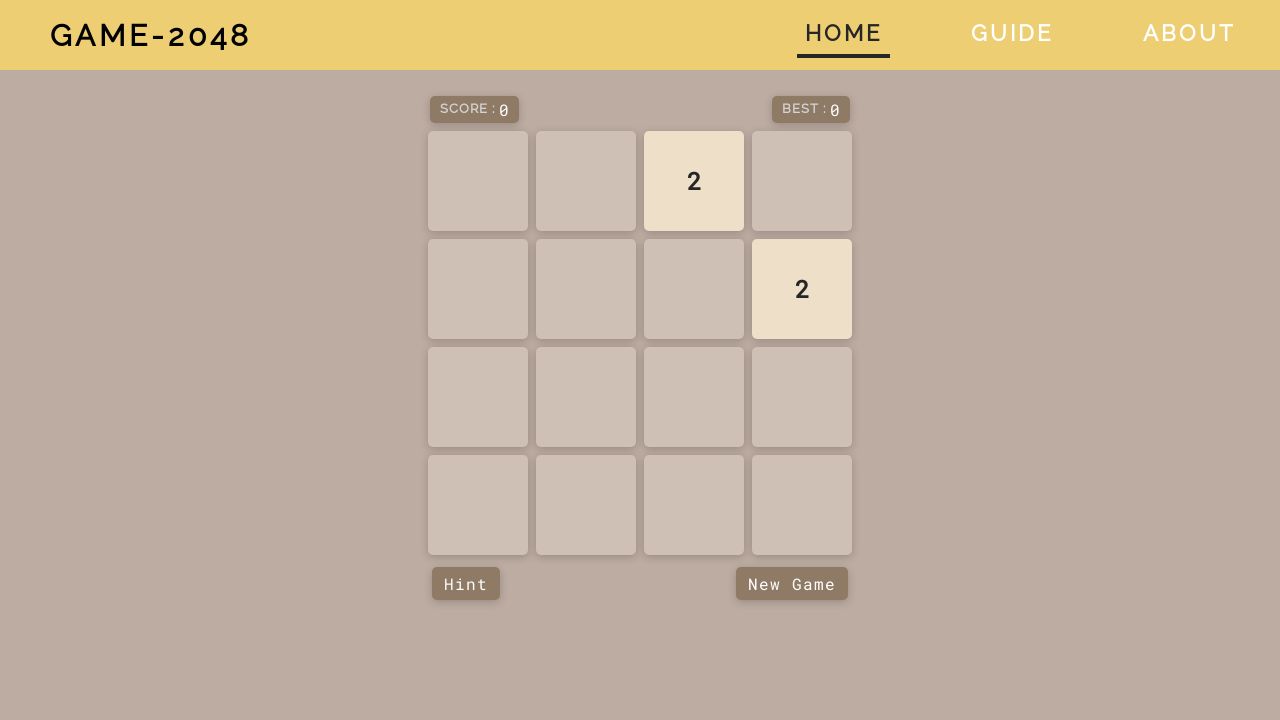 GAME-2048 HOME GUIDE ABOUT
SCORE : 0 BEST : 0
2
2
Hint New Game